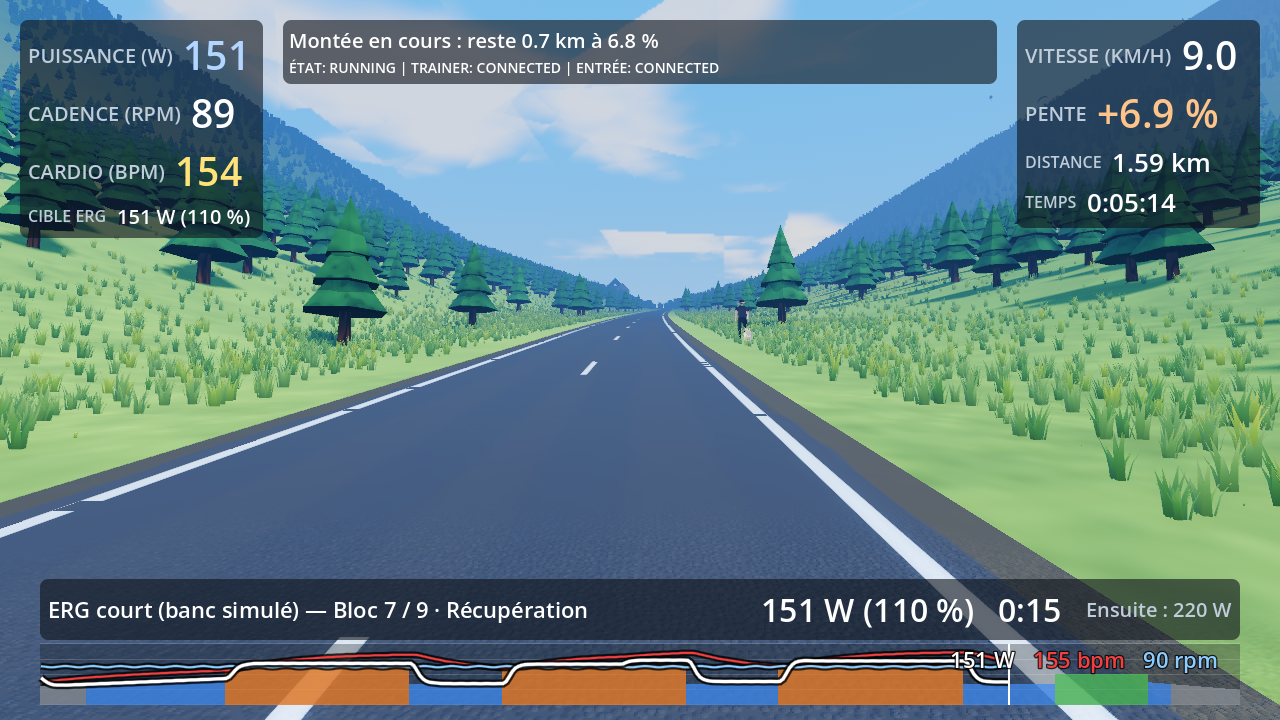 PUISSANCE (W) 151
CADENCE (RPM) 89
CARDIO (BPM) 154
CIBLE ERG 151 W (110 %)
Montée en cours : reste 0.7 km à 6.8 %
ÉTAT: RUNNING | TRAINER: CONNECTED | ENTRÉE: CONNECTED
VITESSE (KM/H) 9.0
PENTE +6.9 %
DISTANCE 1.59 km
TEMPS 0:05:14
ERG court (banc simulé) — Bloc 7 / 9 · Récupération 151 W (110 %) 0:15 Ensuite : 220 W
151 W 155 bpm 90 rpm